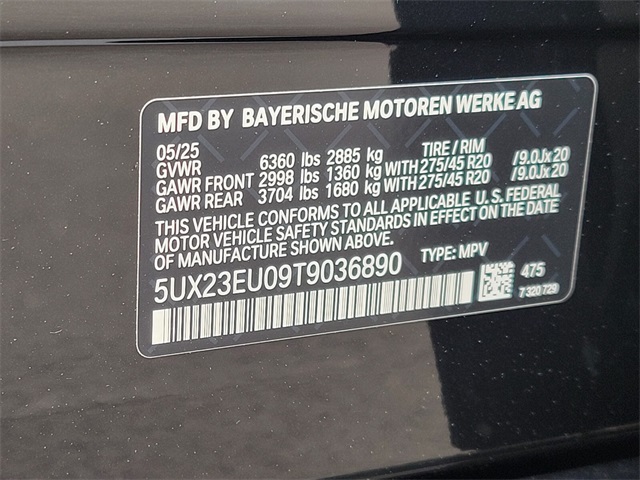 MFD BY BAYERISCHE MOTOREN WERKE AG
05/25 TIRE / RIM
GVWR 6360 lbs 2885 kg
GAWR FRONT 2998 lbs 1360 kg WITH 275/45 R20 /9.0Jx20
GAWR REAR 3704 lbs 1680 kg WITH 275/45 R20 /9.0Jx20
THIS VEHICLE CONFORMS TO ALL APPLICABLE U.S. FEDERAL
MOTOR VEHICLE SAFETY STANDARDS IN EFFECT ON THE DATE
OF MANUFACTURE SHOWN ABOVE.
TYPE: MPV
5UX23EU09T9036890
475
7 320 729